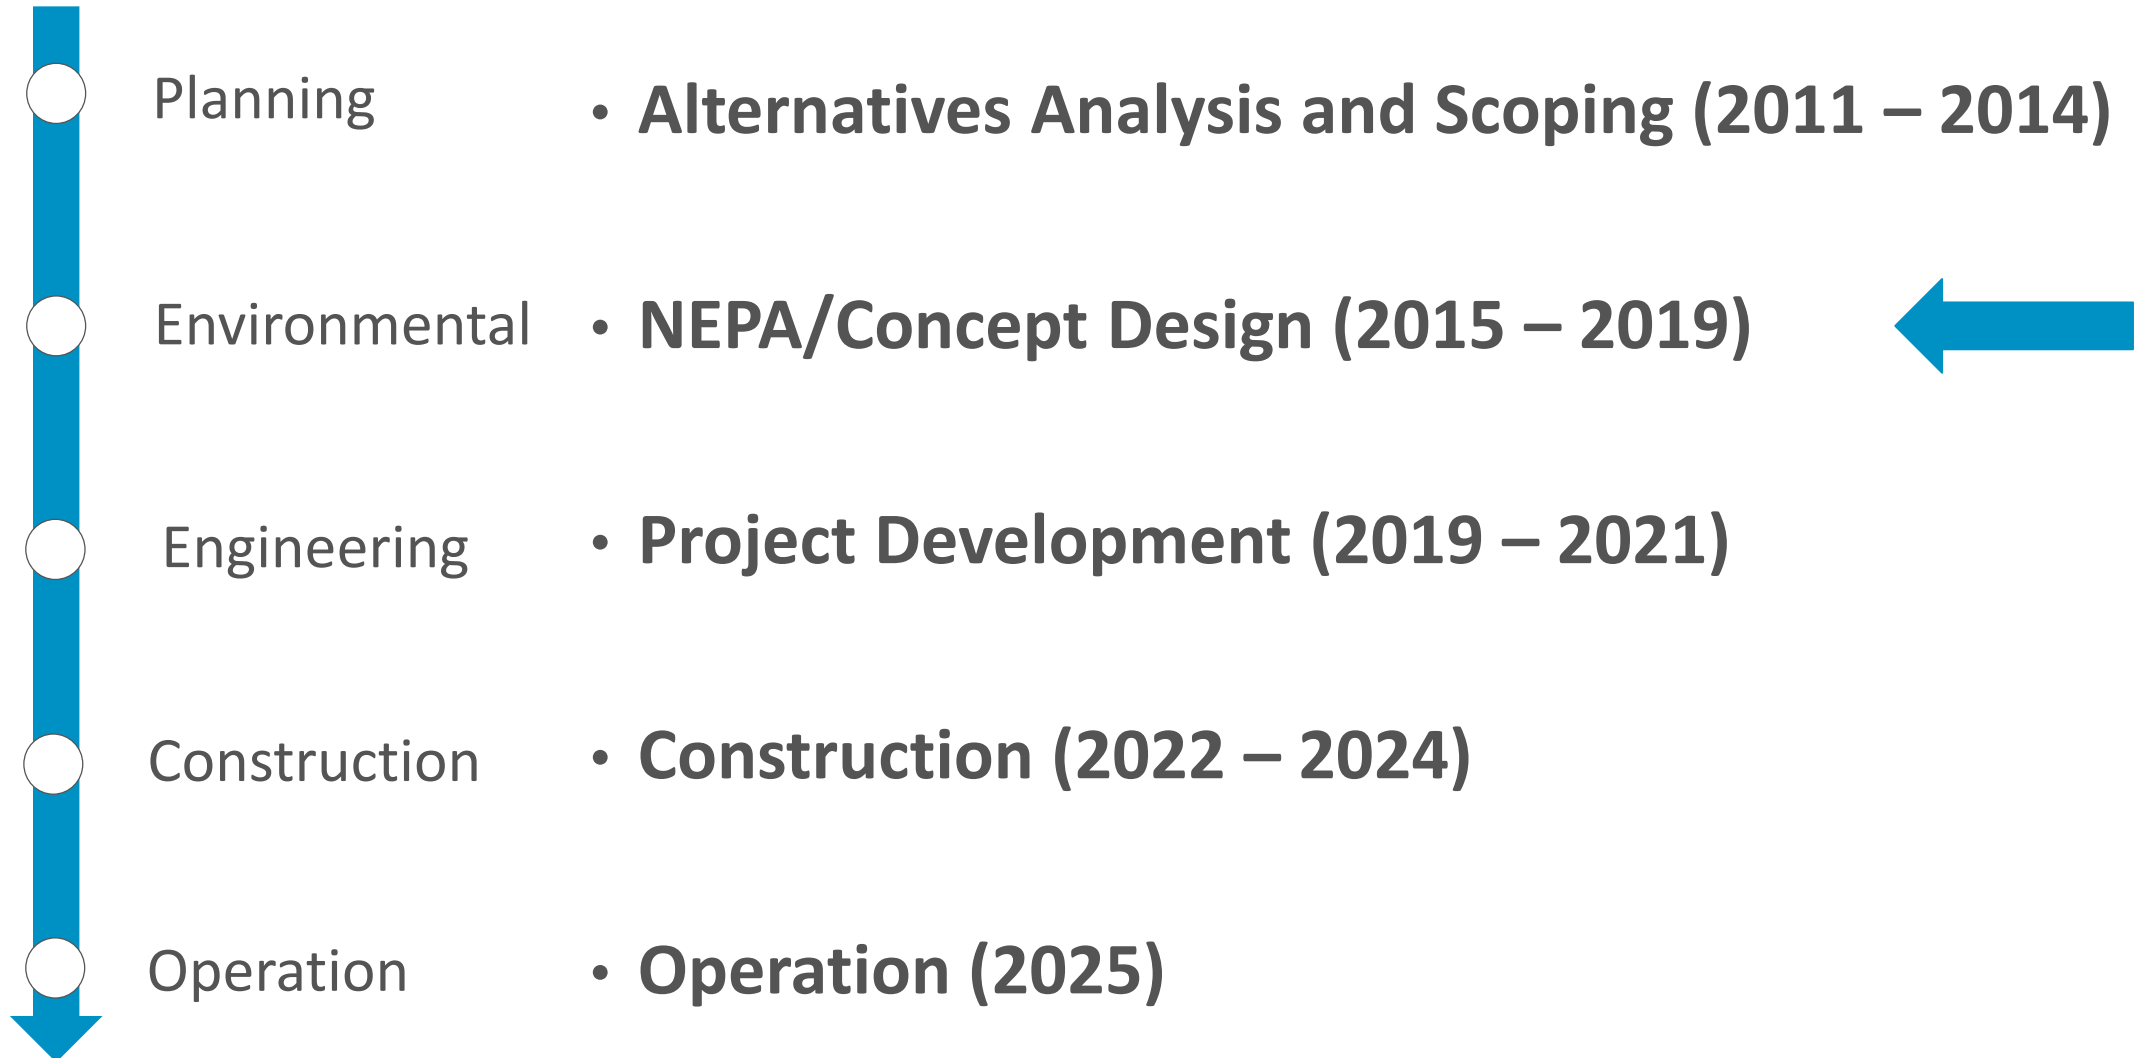 Planning
• Alternatives Analysis and Scoping (2011 – 2014)
Environmental
• NEPA/Concept Design (2015 – 2019)
Engineering
• Project Development (2019 – 2021)
Construction
• Construction (2022 – 2024)
Operation
• Operation (2025)